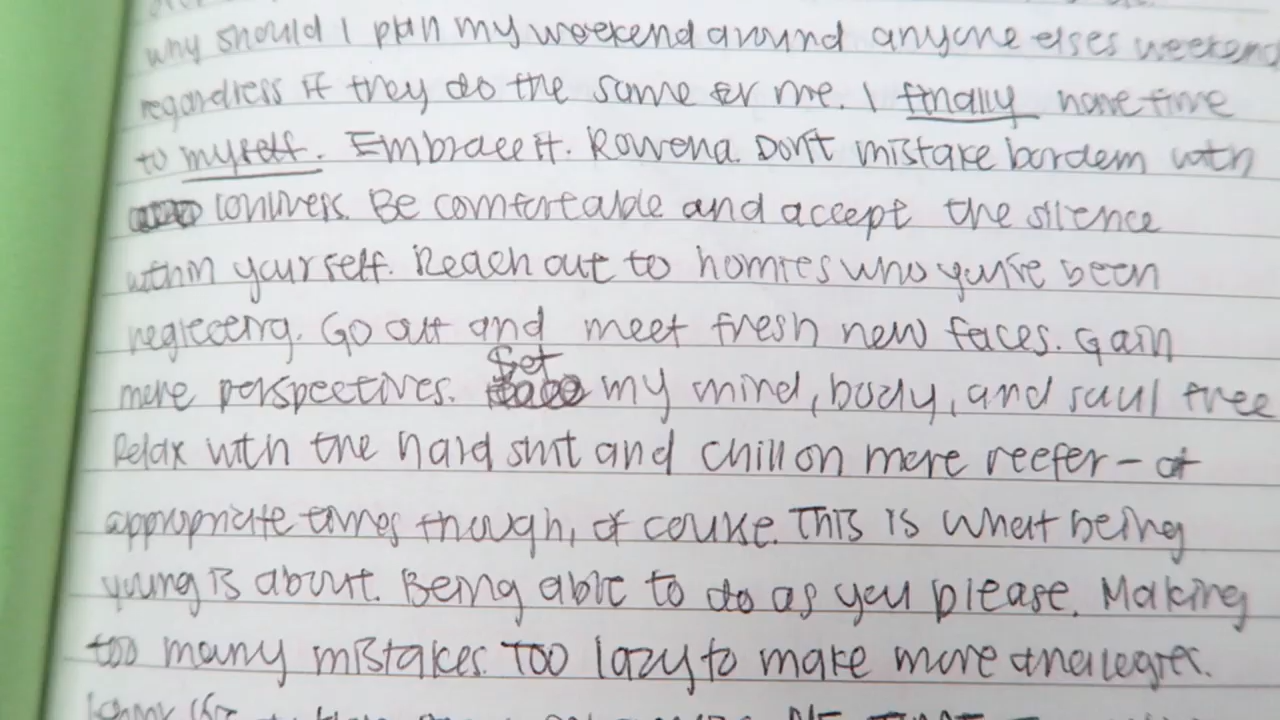 why should I plan my weekend around anyone elses weekend
regardless if they do the same for me. I finally have time
to myself. Embrace it. Rowena. Don't mistake bordem with
Be comfortable and accept the silence
within yourself. Reach out to homies who you've been
neglecting. Go out and meet fresh new faces. Gain
more perspectives. Set my mind, body, and soul free
Relax with the hard shit and chill on more reefer - at
appropriate times though, of course. This is what being
young is about. Being able to do as you please. Making
too many mistakes. Too lazy to make more analogies.